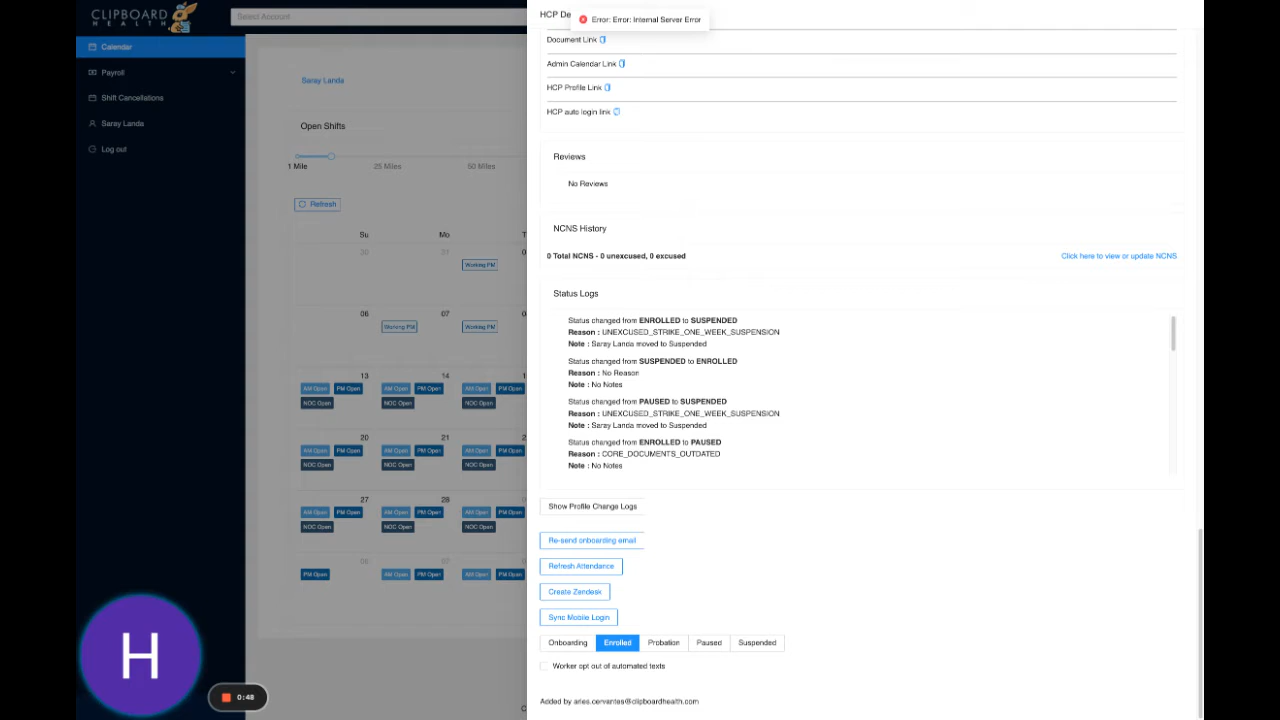 CLIPBOARD
HEALTH
Select Account
Calendar
Payroll
Shift Cancellations
Saray Landa
Log out
Saray Landa
Open Shifts
1 Mile 25 Miles 50 Miles
Refresh
Su Mo T
30 31 0
Working PM
06 07 0
Working PM Working PM
13 14 1
AM Open PM Open AM Open PM Open AM Open PM Open
NOC Open NOC Open NOC Open
20 21 2
AM Open PM Open AM Open PM Open AM Open PM Open
NOC Open NOC Open NOC Open
27 28 0
AM Open PM Open AM Open PM Open AM Open PM Open
NOC Open NOC Open NOC Open
PM Open AM Open PM Open AM Open PM Open
H
0:48
HCP De
Error: Error: Internal Server Error
Document Link
Admin Calendar Link
HCP Profile Link
HCP auto login link
Reviews
No Reviews
NCNS History
0 Total NCNS - 0 unexcused, 0 excused
Click here to view or update NCNS
Status Logs
Status changed from ENROLLED to SUSPENDED
Reason : UNEXCUSED_STRIKE_ONE_WEEK_SUSPENSION
Note : Saray Landa moved to Suspended
Status changed from SUSPENDED to ENROLLED
Reason : No Reason
Note : No Notes
Status changed from PAUSED to SUSPENDED
Reason : UNEXCUSED_STRIKE_ONE_WEEK_SUSPENSION
Note : Saray Landa moved to Suspended
Status changed from ENROLLED to PAUSED
Reason : CORE_DOCUMENTS_OUTDATED
Note : No Notes
Show Profile Change Logs
Re-send onboarding email
Refresh Attendance
Create Zendesk
Sync Mobile Login
Onboarding Enrolled Probation Paused Suspended
Worker opt out of automated texts
Added by aries.cervantes@clipboardhealth.com